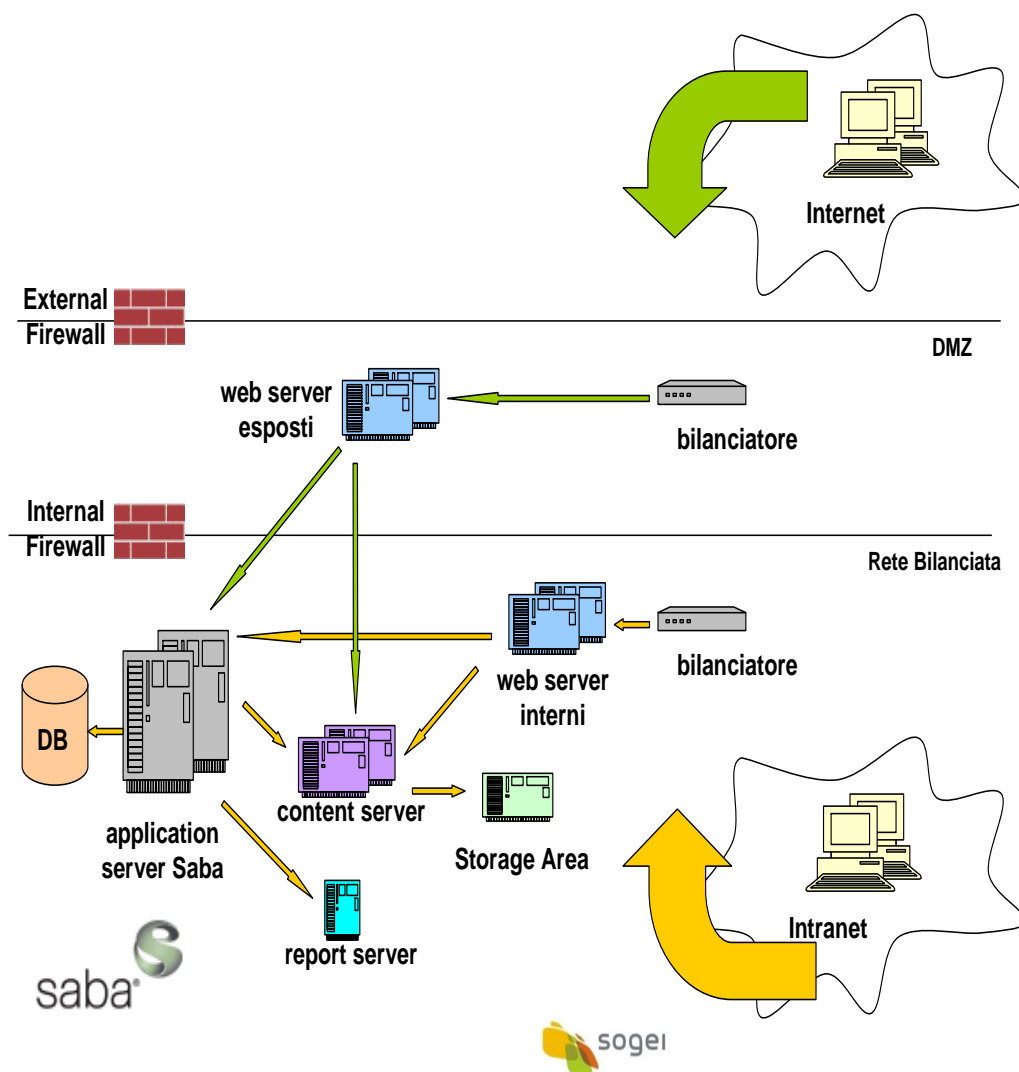 Internet
External
Firewall
DMZ
web server
esposti
bilanciatore
Internal
Firewall
Rete Bilanciata
bilanciatore
web server
interni
DB
content server
application
server Saba
Storage Area
Intranet
report server
saba®
sogei